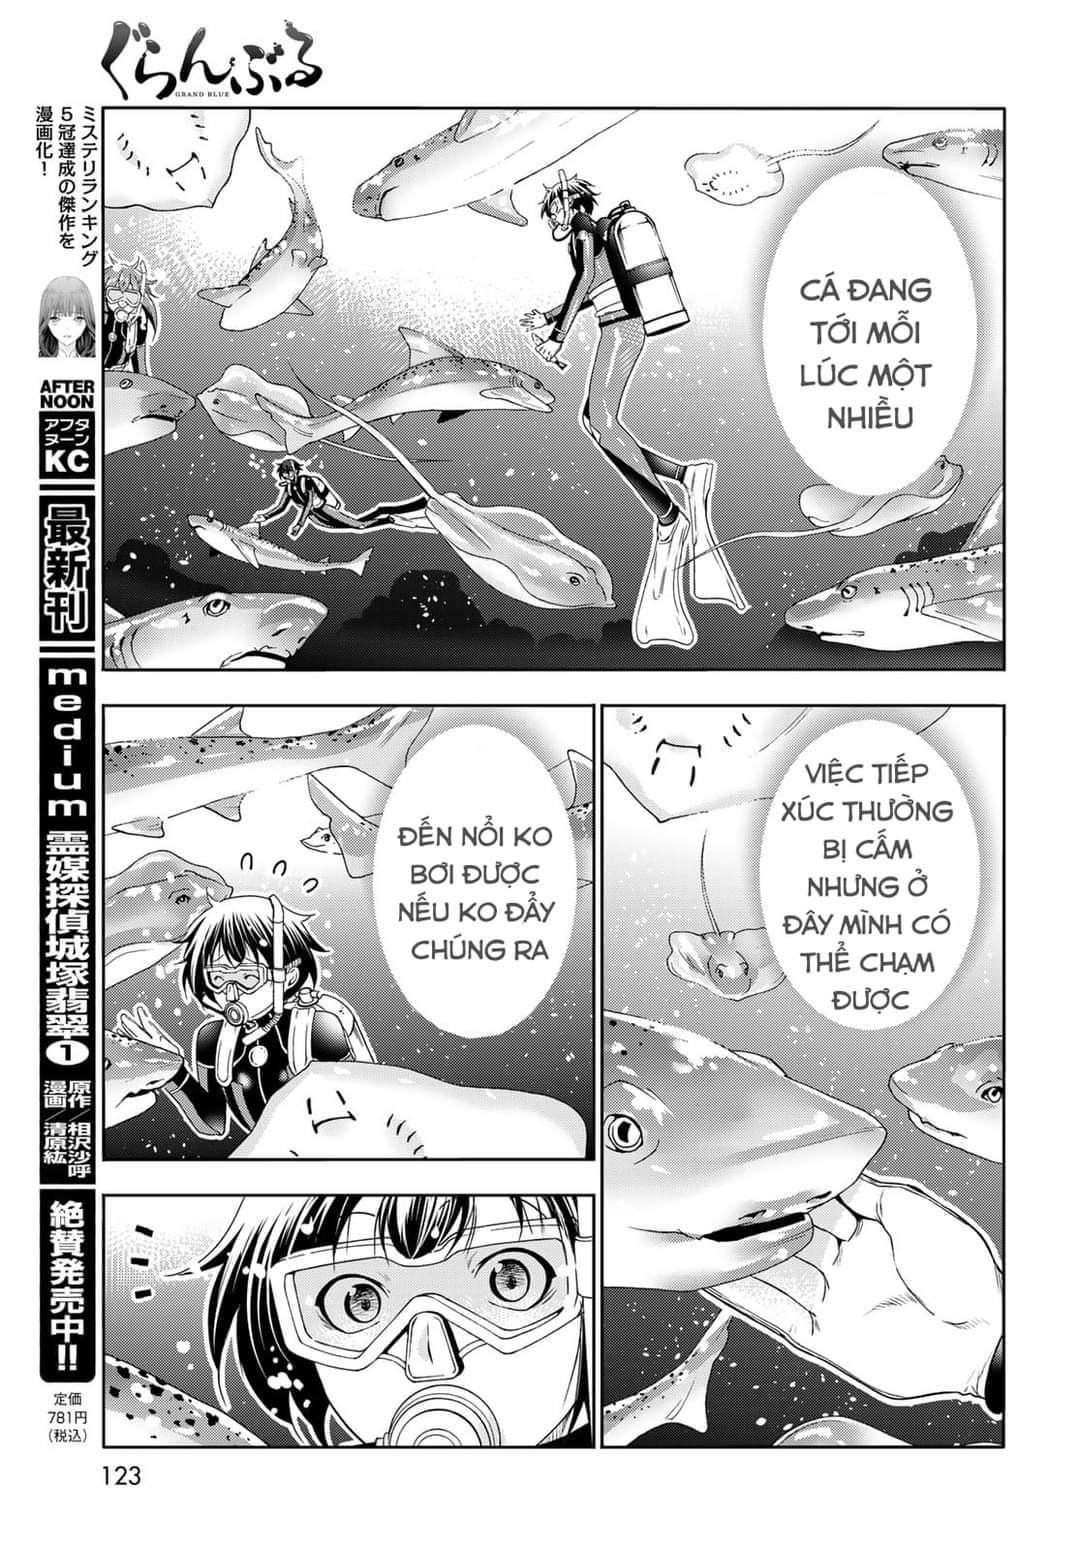 ぐらんぶる
GRAND BLUE
ミステリランキング
5冠達成の傑作を
漫画化!
AFTER
NOON
アフタ
ヌーン
KC
最新刊
medium 霊媒探偵城塚翡翠1
原作/相沢沙呼
漫画/清原紘
絶賛発売中!!
定価
781円
(税込)
CÁ ĐANG
TỚI MỖI
LÚC MỘT
NHIỀU
VIỆC TIẾP
XÚC THƯỜNG
BỊ CẤM
NHƯNG Ở
ĐÂY MÌNH CÓ
THỂ CHẠM
ĐƯỢC
ĐẾN NỔI KO
BƠI ĐƯỢC
NẾU KO ĐẨY
CHÚNG RA
123